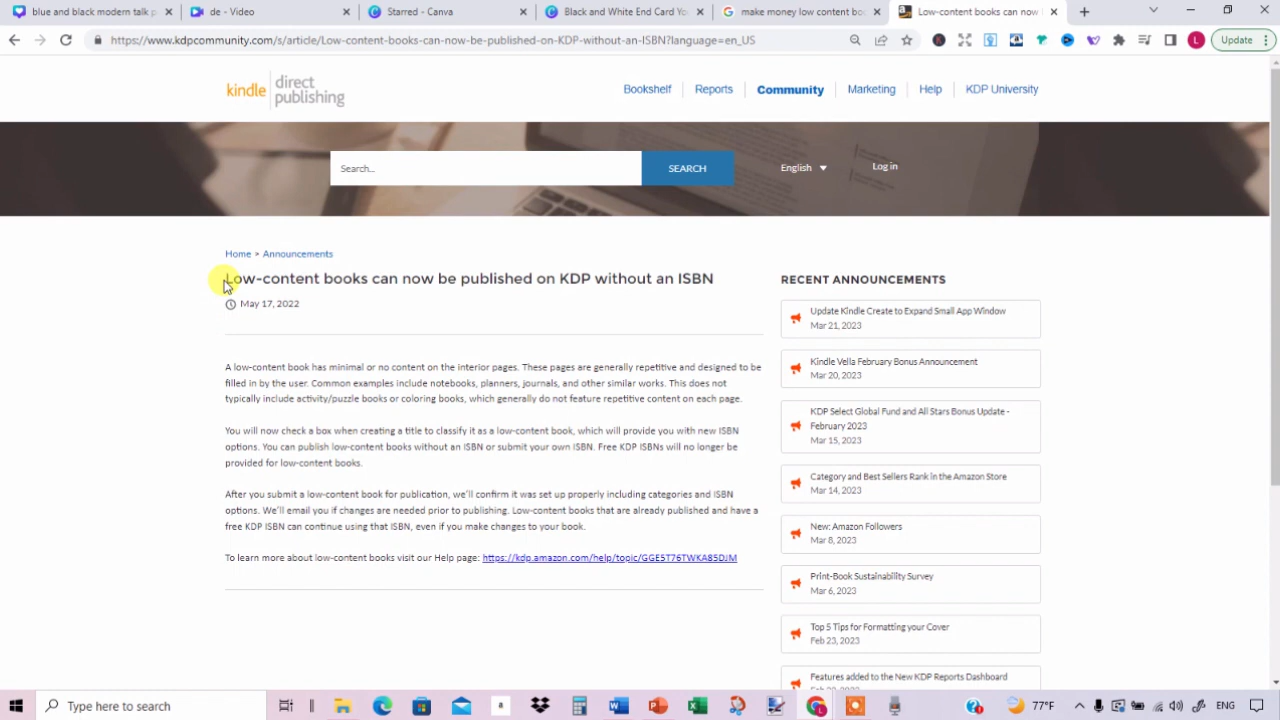 blue and black modern talk p
de - Video
Starred - Canva
Black and White End Card Yo
make money low content boo
Low-content books can now
https://www.kdpcommunity.com/s/article/Low-content-books-can-now-be-published-on-KDP-without-an-ISBN?language=en_US
L
Update
kindle direct publishing
Bookshelf
Reports
Community
Marketing
Help
KDP University
Search...
SEARCH
English
Log in
Home > Announcements
Low-content books can now be published on KDP without an ISBN
May 17, 2022
A low-content book has minimal or no content on the interior pages. These pages are generally repetitive and designed to be
filled in by the user. Common examples include notebooks, planners, journals, and other similar works. This does not
typically include activity/puzzle books or coloring books, which generally do not feature repetitive content on each page.
You will now check a box when creating a title to classify it as a low-content book, which will provide you with new ISBN
options. You can publish low-content books without an ISBN or submit your own ISBN. Free KDP ISBNs will no longer be
provided for low-content books.
After you submit a low-content book for publication, we'll confirm it was set up properly including categories and ISBN
options. We'll email you if changes are needed prior to publishing. Low-content books that are already published and have a
free KDP ISBN can continue using that ISBN, even if you make changes to your book.
To learn more about low-content books visit our Help page: https://kdp.amazon.com/help/topic/GGE5T76TWKA85DJM
RECENT ANNOUNCEMENTS
Update Kindle Create to Expand Small App Window
Mar 21, 2023
Kindle Vella February Bonus Announcement
Mar 20, 2023
KDP Select Global Fund and All Stars Bonus Update -
February 2023
Mar 15, 2023
Category and Best Sellers Rank in the Amazon Store
Mar 14, 2023
New: Amazon Followers
Mar 8, 2023
Print-Book Sustainability Survey
Mar 6, 2023
Top 5 Tips for Formatting your Cover
Feb 23, 2023
Features added to the New KDP Reports Dashboard
Type here to search
77°F
ENG